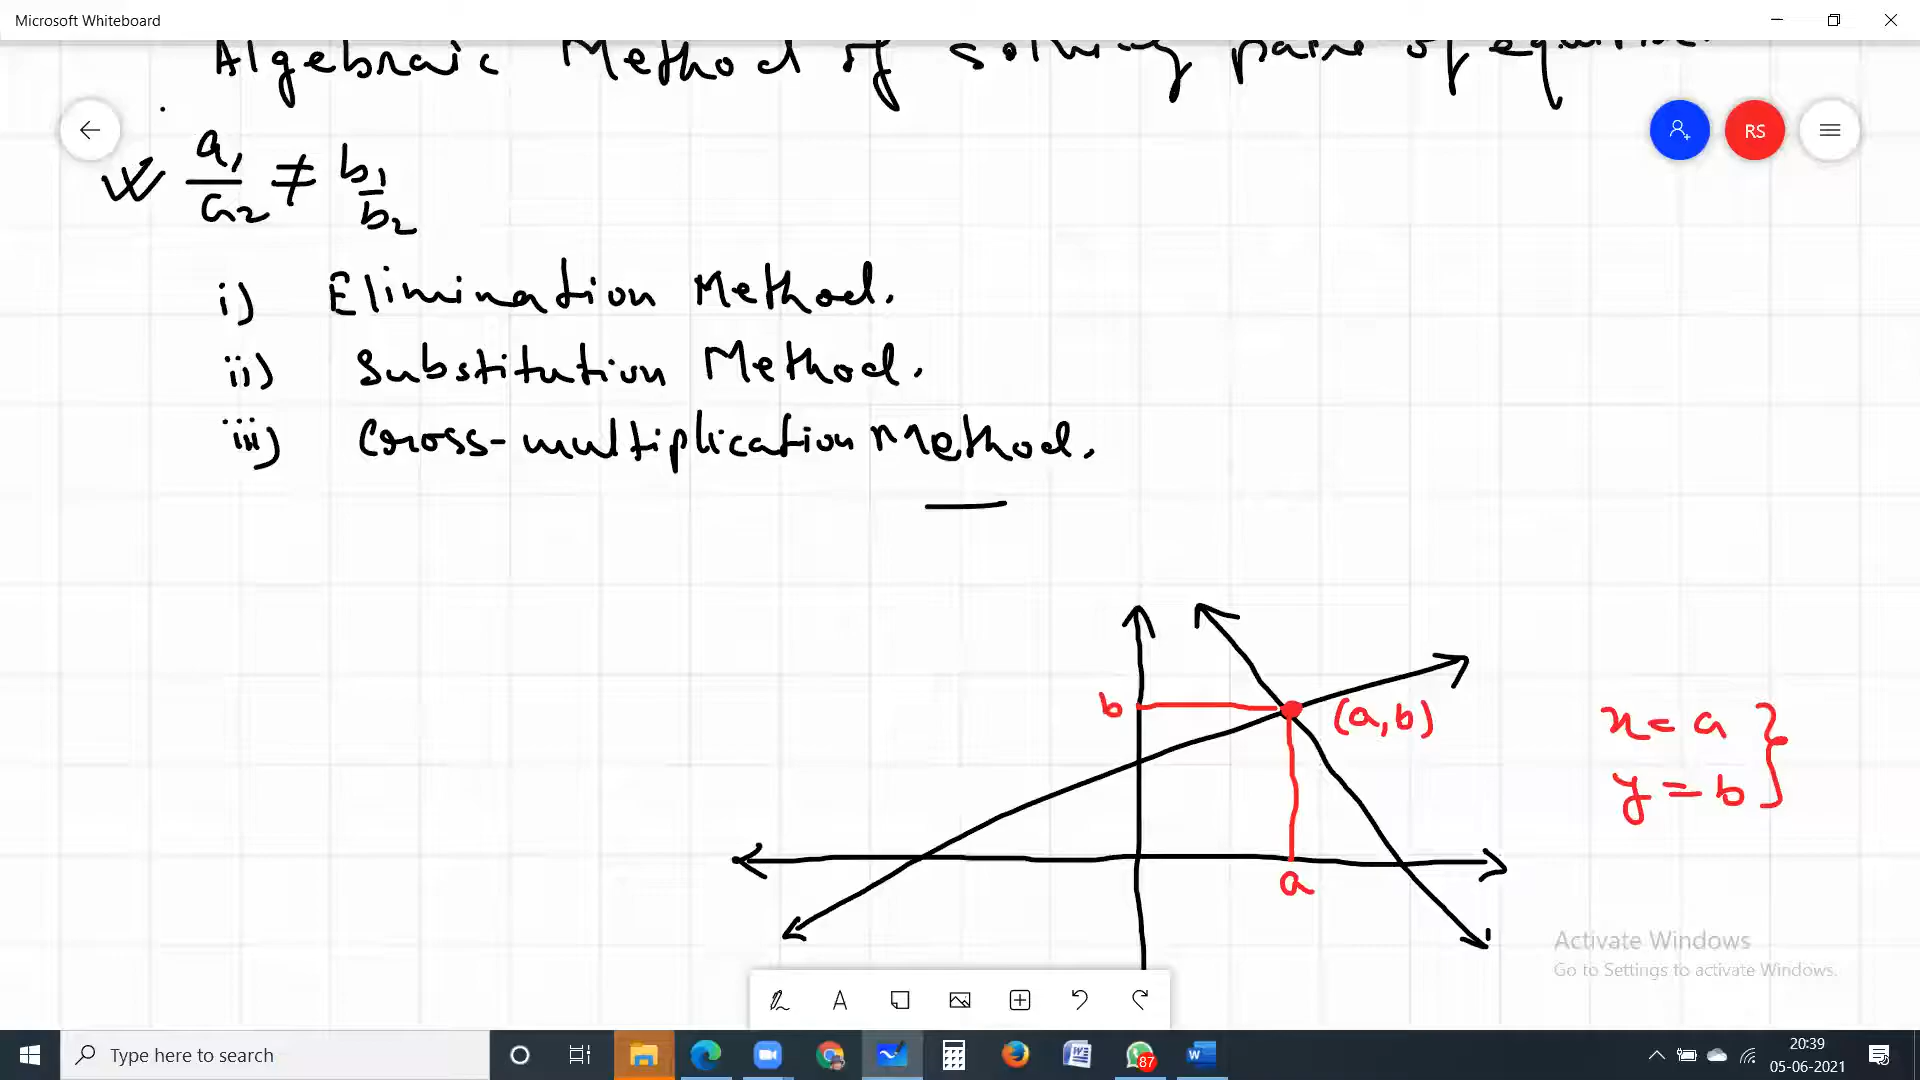 Microsoft Whiteboard
Algebraic Method of solving pair of
RS
a₁/a₂ ≠ b₁/b₂
i) Elimination Method.
ii) Substitution Method.
iii) Cross-multiplication Method.
b
(a,b)
x = a
y = b
a
Activate Windows
Go to Settings to activate Windows.
A
Type here to search
87
20:39
05-06-2021